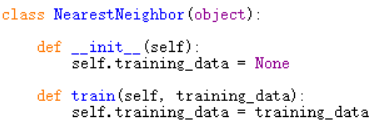 class NearestNeighbor(object):
    def __init__(self):
        self.training_data = None
    def train(self, training_data):
        self.training_data = training_data